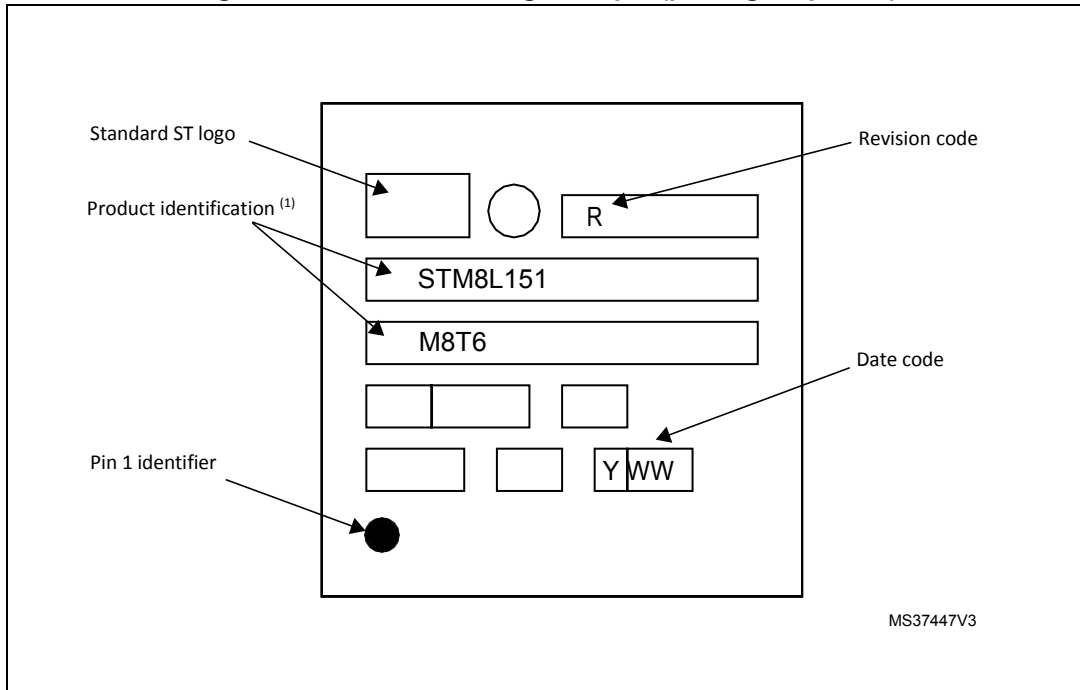 Standard ST logo
Revision code
Product identification (1)
R
STM8L151
M8T6
Date code
Pin 1 identifier
Y WW
MS37447V3